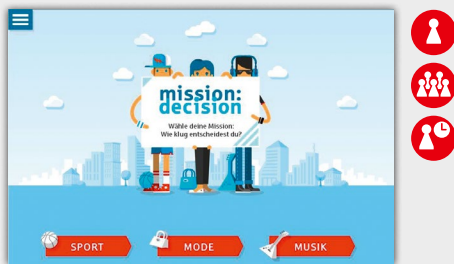 mission:
decision
Wähle deine Mission:
Wie klug entscheidest du?
SPORT
MODE
MUSIK